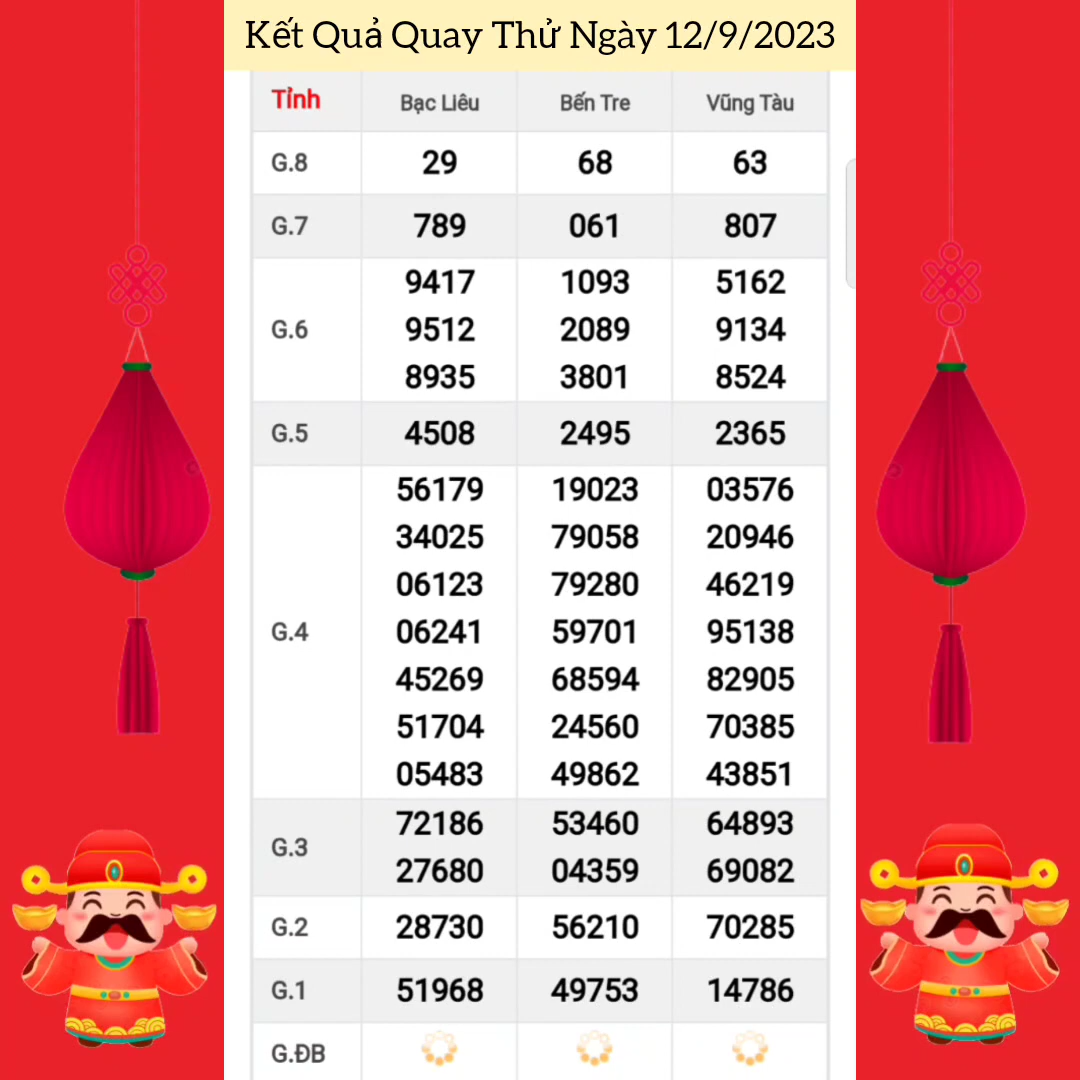 Kết Quả Quay Thử Ngày 12/9/2023
Tỉnh Bạc Liêu Bến Tre Vũng Tàu
G.8 29 68 63
G.7 789 061 807
9417 1093 5162
G.6 9512 2089 9134
8935 3801 8524
G.5 4508 2495 2365
56179 19023 03576
34025 79058 20946
06123 79280 46219
G.4 06241 59701 95138
45269 68594 82905
51704 24560 70385
05483 49862 43851
72186 53460 64893
G.3
27680 04359 69082
G.2 28730 56210 70285
G.1 51968 49753 14786
G.ĐB